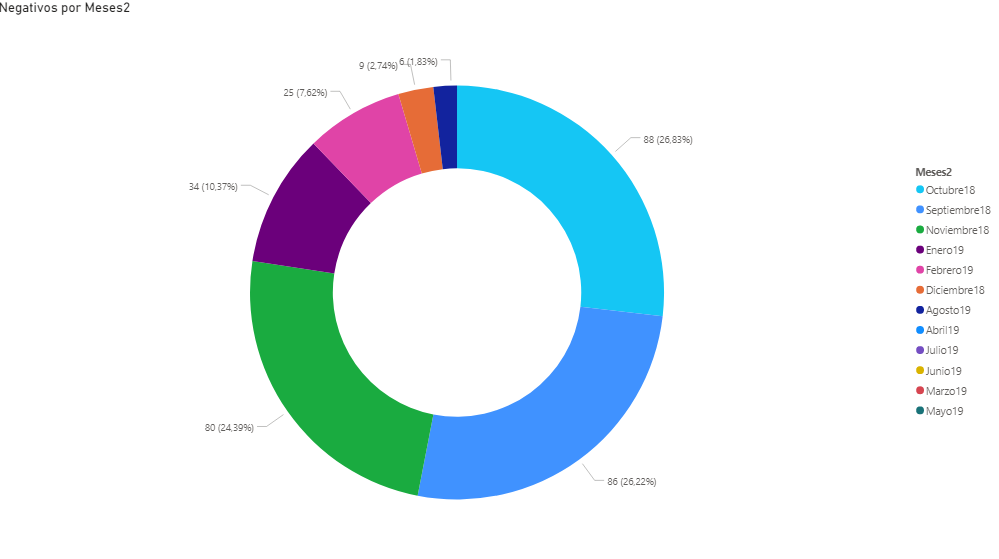 Negativos por Meses2
9 (2,74%)
6 (1,83%)
25 (7,62%)
88 (26,83%)
34 (10,37%)
80 (24,39%)
86 (26,22%)
Meses2
Octubre18
Septiembre18
Noviembre18
Enero19
Febrero19
Diciembre18
Agosto19
Abril19
Julio19
Junio19
Marzo19
Mayo19